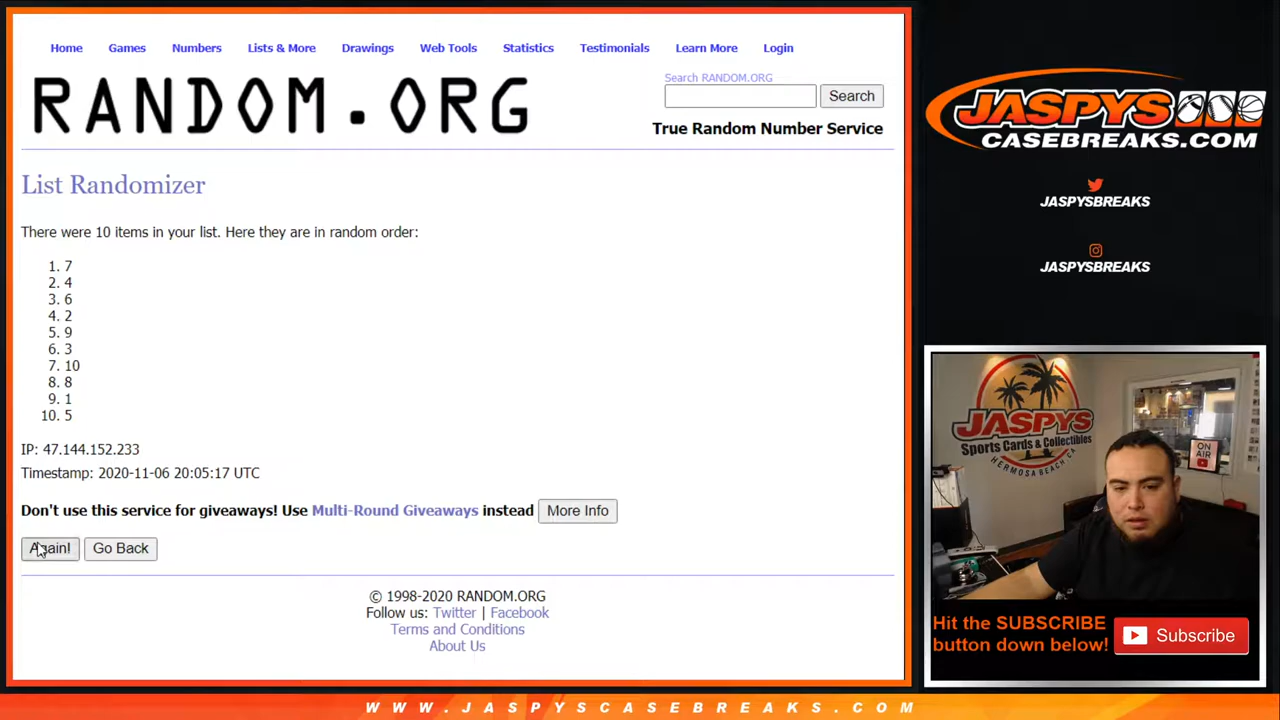 Home Games Numbers Lists & More Drawings Web Tools Statistics Testimonials Learn More Login
RANDOM.ORG
Search RANDOM.ORG
Search
True Random Number Service
List Randomizer
There were 10 items in your list. Here they are in random order:
1. 7
2. 4
3. 6
4. 2
5. 9
6. 3
7. 10
8. 8
9. 1
10. 5
IP: 47.144.152.233
Timestamp: 2020-11-06 20:05:17 UTC
Don't use this service for giveaways! Use Multi-Round Giveaways instead More Info
Again! Go Back
© 1998-2020 RANDOM.ORG
Follow us: Twitter | Facebook
Terms and Conditions
About Us
JASPYS
CASEBREAKS.COM
JASPYSBREAKS
JASPYSBREAKS
JASPYS
Sports Cards & Collectibles
HERMOSA BEACH CA
ON AIR
Hit the SUBSCRIBE
button down below!
Subscribe
WWW.JASPYSCASEBREAKS.COM